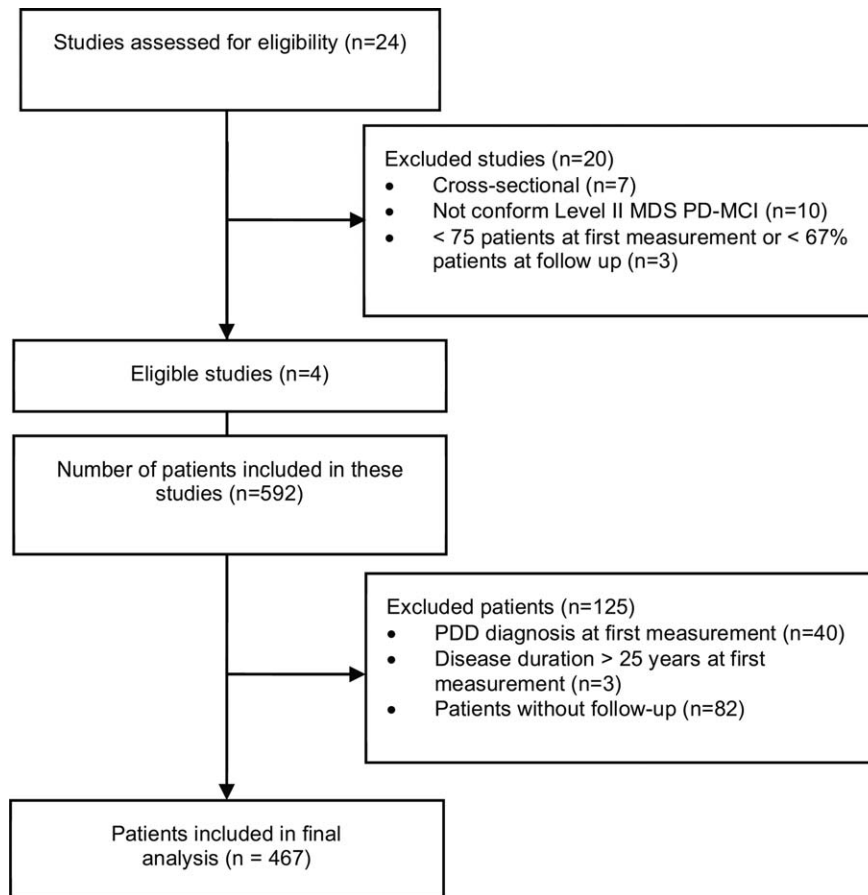 Studies assessed for eligibility (n=24)
Excluded studies (n=20)
• Cross-sectional (n=7)
• Not conform Level II MDS PD-MCI (n=10)
• < 75 patients at first measurement or < 67%
patients at follow up (n=3)
Eligible studies (n=4)
Number of patients included in these
studies (n=592)
Excluded patients (n=125)
• PDD diagnosis at first measurement (n=40)
• Disease duration > 25 years at first
measurement (n=3)
• Patients without follow-up (n=82)
Patients included in final
analysis (n = 467)